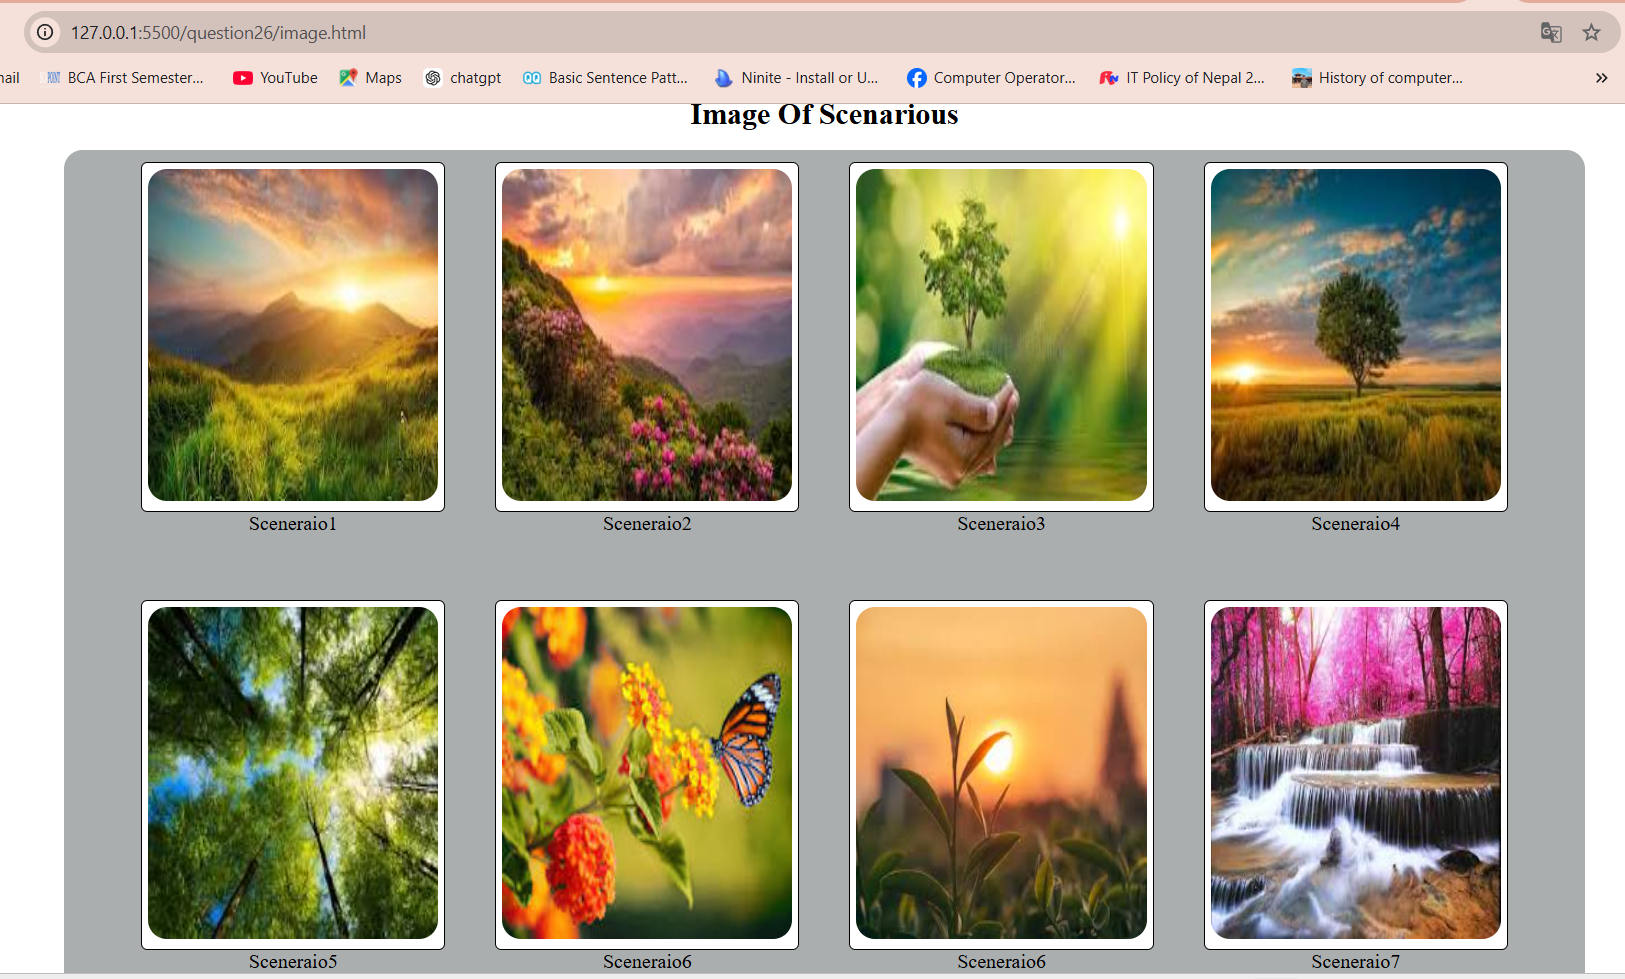 127.0.0.1:5500/question26/image.html
ail BCA First Semester... YouTube Maps chatgpt Basic Sentence Patt... Ninite - Install or U... Computer Operator... IT Policy of Nepal 2... History of computer... »
Image Of Scenarious
Sceneraio1 Sceneraio2 Sceneraio3 Sceneraio4
Sceneraio5 Sceneraio6 Sceneraio6 Sceneraio7